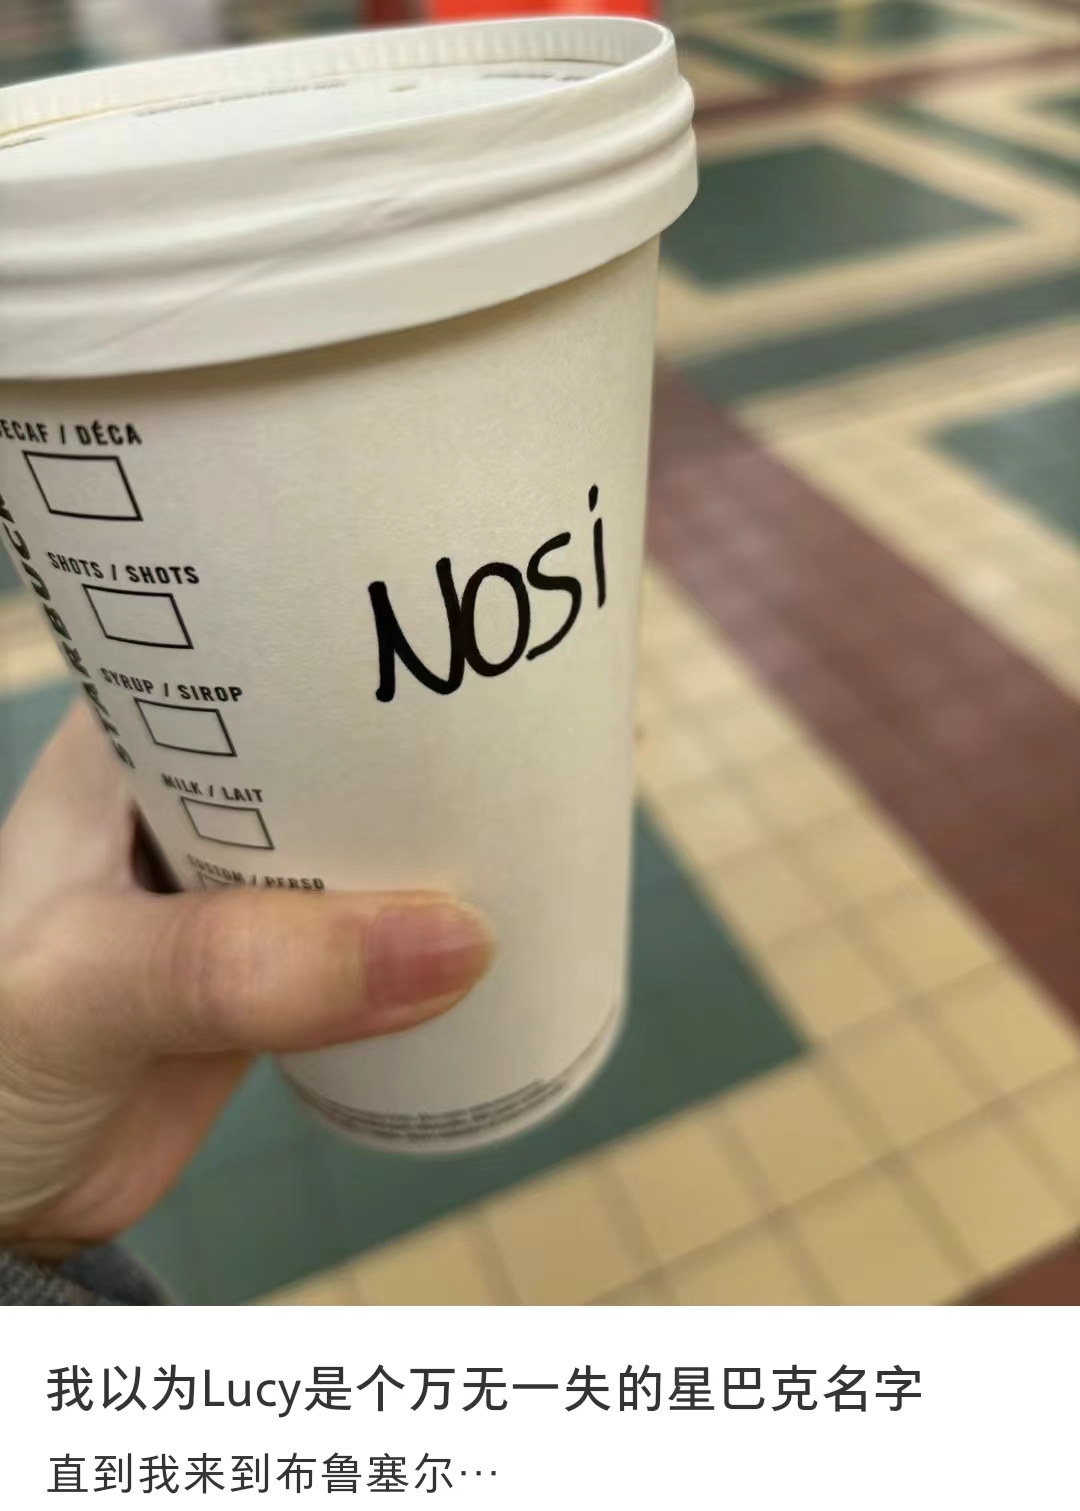 DÉCA
SHOTS / SHOTS
SYRUP / SIROP
MILK / LAIT
Nosi
我以为Lucy是个万无一失的星巴克名字
直到我来到布鲁塞尔…